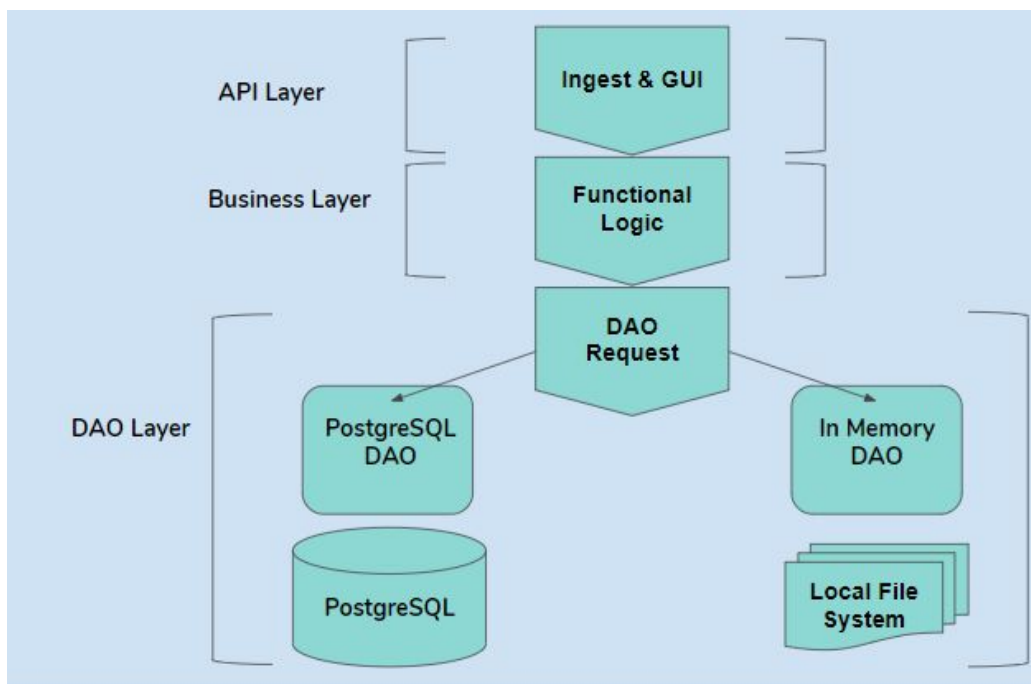 API Layer
Ingest & GUI
Business Layer
Functional
Logic
DAO
Request
DAO Layer
PostgreSQL
DAO
In Memory
DAO
PostgreSQL
Local File
System